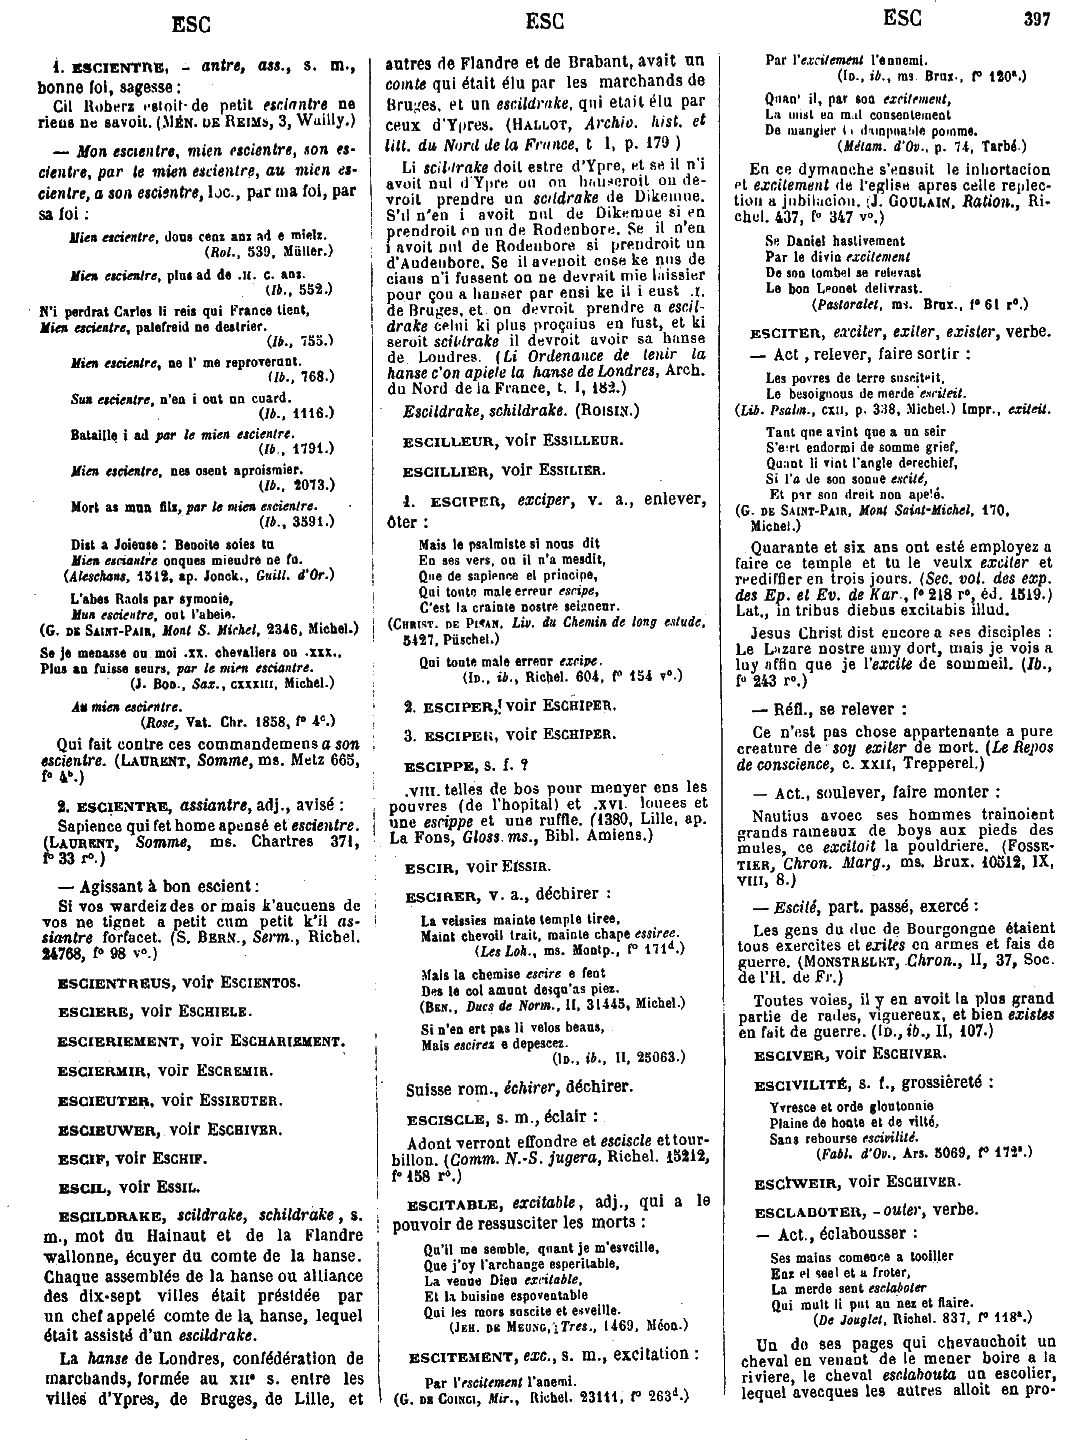 ESC
ESC
ESC 397
1. ESCIENTRE, - antre, ass., s. m.,
bonne foi, sagesse :
Cil Roberz estoit de petit esciantre ne
riens ne savoit. (MÉN. DE REIMS, 3, Wailly.)
— Mon escientre, mien escientre, son es-
cientre, par le mien escientre, au mien es-
cientre, a son escientre, loc., par ma foi, par
sa foi :
Mien escientre, dous cenz anz ad e mielz.
(Rol., 539, Müller.)
Mien escientre, plus ad de .II. c. anz.
(Ib., 552.)
N'i perdrat Carles li reis qui France tient,
Mien escientre, palefreid ne destrier.
(Ib., 755.)
Mien escientre, ne l' me reproverunt.
(Ib., 768.)
Sun escientre, n'en i out un cuard.
(Ib., 1116.)
Bataille i ad par le mien escientre.
(Ib., 1791.)
Mien escientre, nes osent aproismier.
(Ib., 2073.)
Mort as mun fils, par le mien escientre.
(Ib., 3591.)
Dist a Joieuse : Benoite soies tu
Mien esciantre onques mieudre ne fu.
(Aleschans, 1512, ap. Jonck., Guill. d'Or.)
L'abes Raols par symonie,
Mun escientre, out l'abeie.
(G. DE SAINT-PAIR, Mont S. Michel, 2346, Michel.)
Se je menasse ou moi .xx. chevaliers ou .xxx.,
Plus an fuisse seurs, par le mien esciantre.
(J. BOD., Sax., CXXXIII, Michel.)
Au mien escientre.
(Rose, Vat. Chr. 1858, f° 4c.)
Qui fait contre ces commandemens a son
escientre. (LAURENT, Somme, ms. Metz 665,
f° 4b.)
2. ESCIENTRE, assiantre, adj., avisé :
Sapience qui fet home apensé et escientre.
(LAURENT, Somme, ms. Chartres 371,
f° 33 r°.)
— Agissant à bon escient :
Si vos wardeiz des or mais k'aucuens de
vos ne tignet a petit cum petit k'il as-
siantre forfacet. (S. BERN., Serm., Richel.
24768, f° 98 v°.)
ESCIENTREUS, voir ESCIENTOS.
ESCIERE, voir ESCHIELE.
ESCIERIEMENT, voir ESCHARIEMENT.
ESCIERMIR, voir ESCREMIR.
ESCIEUTER, voir ESSIEUTER.
ESCIEUWER, voir ESCHIVER.
ESCIF, voir ESCHIF.
ESCIL, voir ESSIL.
ESCILDRAKE, scildrake, schildrake, s.
m., mot du Hainaut et de la Flandre
wallonne, écuyer du comte de la hanse.
Chaque assemblée de la hanse ou alliance
des dix-sept villes était présidée par
un chef appelé comte de la hanse, lequel
était assisté d'un escildrake.
La hanse de Londres, confédération de
marchands, formée au XIIe s. entre les
villes d'Ypres, de Bruges, de Lille, et
autres de Flandre et de Brabant, avait un
comte qui était élu par les marchands de
Bruges, et un escildrake, qui etait élu par
ceux d'Ypres. (HALLOT, Archiv. hist. et
litt. du Nord de la France, t I, p. 179)
Li scildrake doit estre d'Ypre, et se il n'i
avoit nul d'Ypre ou on hanseroit on de-
vroit prendre un scildrake de Dikemue.
S'il n'en i avoit nul de Dikemue si en
prendroit on un de Rodenbore. Se il n'en
i avoit nul de Rodenbore si prendroit un
d'Audenbore. Se il avenoit cose ke nus de
ciaus n'i fussent on ne devrait mie laissier
pour çou a hanser par ensi ke il i eust .I.
de Bruges, et on devroit prendre a escil-
drake celui ki plus proçains en fust, et ki
seroit scildrake il devroit avoir sa hanse
de Londres. (Li Ordenance de tenir la
hanse c'on apiele la hanse de Londres, Arch.
du Nord de la France, t. I, 182.)
Escildrake, schildrake. (ROISIN.)
ESCILLEUR, voir ESSILLEUR.
ESCILLIER, voir ESSILIER.
1. ESCIPER, exciper, v. a., enlever,
ôter :
Mais le psalmiste si nous dit
En ses vers, ou il n'a mesdit,
Que de sapience el principe,
Qui toute male erreur escipe,
C'est la crainte nostre seigneur.
(CHRIST. DE PISAN, Liv. du Chemin de long estude,
5427, Püschel.)
Qui toute male erreur excipe.
(ID., ib., Richel. 604, f° 154 v°.)
2. ESCIPER, voir ESCHIPER.
3. ESCIPER, voir ESCHIPER.
ESCIPPE, s. f. ?
.VIII. telles de bos pour menyer ens les
pouvres (de l'hopital) et .XVI. louees et
une escippe et une ruffle. (1380, Lille, ap.
La Fons, Gloss. ms., Bibl. Amiens.)
ESCIR, voir EISSIR.
ESCIRER, v. a., déchirer :
La veissies mainte temple tiree,
Maint chevoil trait, mainte chape essiree.
(Les Loh., ms. Montp., f° 171d.)
Mais la chemise escire e fent
Des le col amunt desqu'as piez.
(BEN., Ducs de Norm., II, 31445, Michel.)
Si n'en ert pas li velos beaus,
Mais escirez e depescez.
(ID., ib., II, 25063.)
Suisse rom., échirer, déchirer.
ESCISCLE, s. m., éclair :
Adont verront effondre et esciscle et tour-
billon. (Comm. N.-S. jugera, Richel. 15212,
f° 158 r°.)
ESCITABLE, excitable, adj., qui a le
pouvoir de ressusciter les morts :
Qu'il me semble, quant je m'esveille,
Que j'oy l'archange esperitable,
La venue Dieu excitable,
Et la buisine espoventable
Qui les mors suscite et esveille.
(JEH. DE MEUNG, Tres., 1469, Méon.)
ESCITEMENT, exc., s. m., excitation :
Par l'escitement l'anemi.
(G. DE COINCI, Mir., Richel. 23111, f° 263d.)
Par l'excitement l'ennemi.
(ID., ib., ms. Brux., f° 120a.)
Quan' il, par son excitement,
La mist en mal consentement
De mangier la dampnable pomme.
(Métam. d'Ov., p. 74, Tarbé.)
En ce dymanche s'ensuit le inhortacion
et excitement de l'eglise apres celle replec-
tion a jubilacion. (J. GOULAIN, Ration., Ri-
chel. 437, f° 347 v°.)
Se Daniel hastivement
Par le divin excitement
De son tombel se relevast
Le bon Leonet delivrast.
(Pastoralet, ms. Brux., f° 61 r°.)
ESCITER, exciter, exiter, exister, verbe.
— Act, relever, faire sortir :
Les povres de terre susciteit,
Le besoignous de merde esciteit.
(Lib. Psalm., CXII, p. 338, Michel.) Impr., exiteit.
Tant que avint que a un seir
S'ert endormi de somme grief,
Quant li vint l'angle derechief,
Si l'a de son sonue escité,
Et par son dreit non apelé.
(G. DE SAINT-PAIR, Mont Saint-Michel, 170,
Michel.)
Quarante et six ans ont esté employez a
faire ce temple et tu le veulx exciter et
reediffier en trois jours. (Sec. vol. des exp.
des Ep. et Ev. de Kar., f° 218 r°, éd. 1519.)
Lat., in tribus diebus excitabis illud.
Jesus Christ dist encore a ses disciples :
Le Lazare nostre amy dort, mais je vois a
luy affin que je l'excite de sommeil. (Ib.,
f° 243 r°.)
— Réfl., se relever :
Ce n'est pas chose appartenante a pure
creature de soy exiter de mort. (Le Repos
de conscience, c. XXII, Trepperel.)
— Act., soulever, faire monter :
Nautius avoec ses hommes trainoient
grands rameaux de boys aux pieds des
mules, ce excitoit la pouldriere. (FOSSE-
TIER, Chron. Marg., ms. Brux. 10512, IX,
VIII, 8.)
— Escité, part. passé, exercé :
Les gens du duc de Bourgongne étaient
tous exercites et exites en armes et fais de
guerre. (MONSTRELET, Chron., II, 37, Soc.
de l'H. de Fr.)
Toutes voies, il y en avoit la plus grand
partie de rades, viguereux, et bien existes
en fait de guerre. (ID., ib., II, 107.)
ESCIVER, voir ESCHIVER.
ESCIVILITÉ, s. f., grossièreté :
Yvresce et orde gloutonnie
Plaine de honte et de vilté,
Sans rebourse escivilité.
(Fabl. d'Ov., Ars. 5069, f° 172a.)
ESCIWEIR, voir ESCHIVER.
ESCLABOTER, - outer, verbe.
— Act., éclabousser :
Ses mains comence a tooiller
Enz el seel et a froter,
La merde sent esclaboter
Qui mult li put au nez et flaire.
(De Jouglet, Richel. 837, f° 118a.)
Un do ses pages qui chevauchoit un
cheval en venant de le mener boire a la
riviere, le cheval esclabouta un escolier,
lequel avecques les autres alloit en pro-